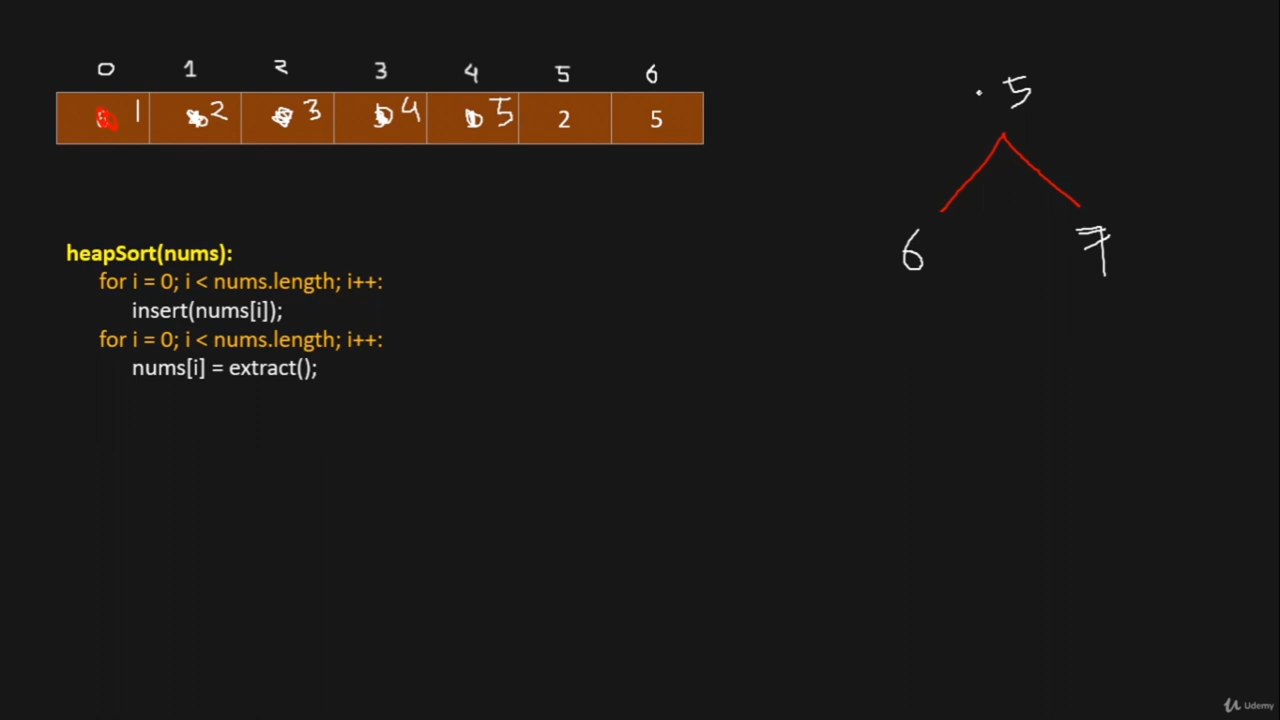 0 1 2 3 4 5 6
1 2 3 4 5 2 5
5
6 7
heapSort(nums):
for i = 0; i < nums.length; i++:
insert(nums[i]);
for i = 0; i < nums.length; i++:
nums[i] = extract();
Udemy